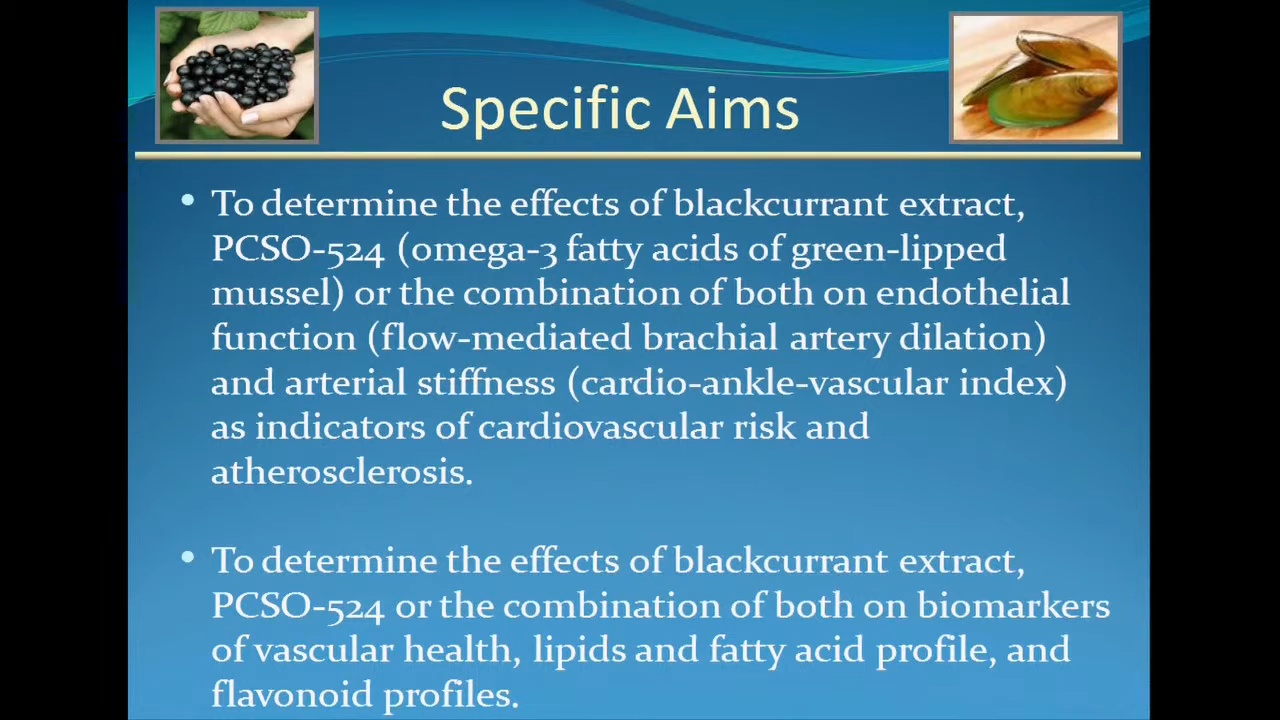 Specific Aims
• To determine the effects of blackcurrant extract,
PCSO-524 (omega-3 fatty acids of green-lipped
mussel) or the combination of both on endothelial
function (flow-mediated brachial artery dilation)
and arterial stiffness (cardio-ankle-vascular index)
as indicators of cardiovascular risk and
atherosclerosis.
• To determine the effects of blackcurrant extract,
PCSO-524 or the combination of both on biomarkers
of vascular health, lipids and fatty acid profile, and
flavonoid profiles.